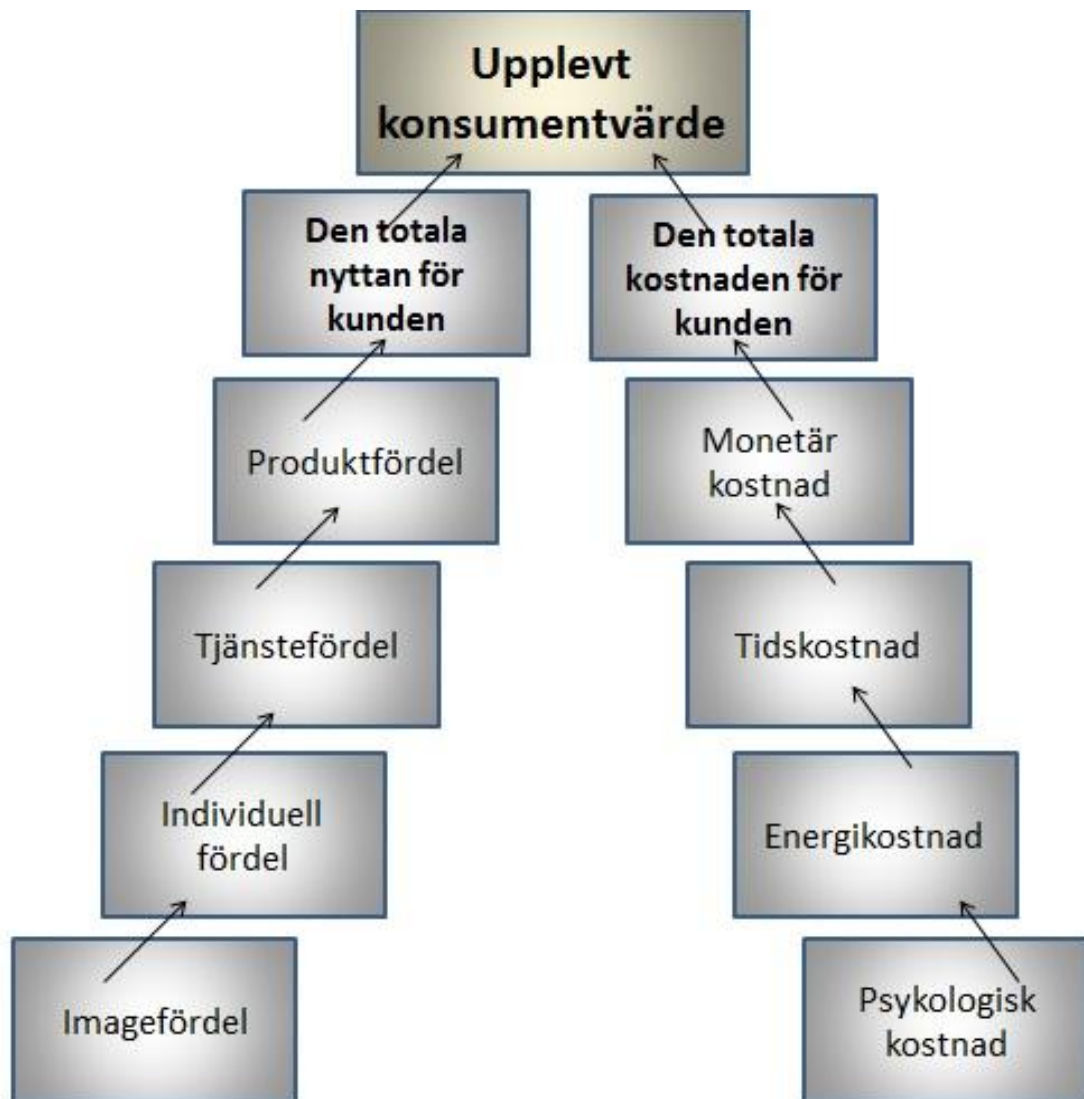 Upplevt
konsumentvärde
Den totala
nyttan för
kunden
Den totala
kostnaden för
kunden
Produktfördel
Monetär
kostnad
Tjänstefördel
Tidskostnad
Individuell
fördel
Energikostnad
Imagefördel
Psykologisk
kostnad